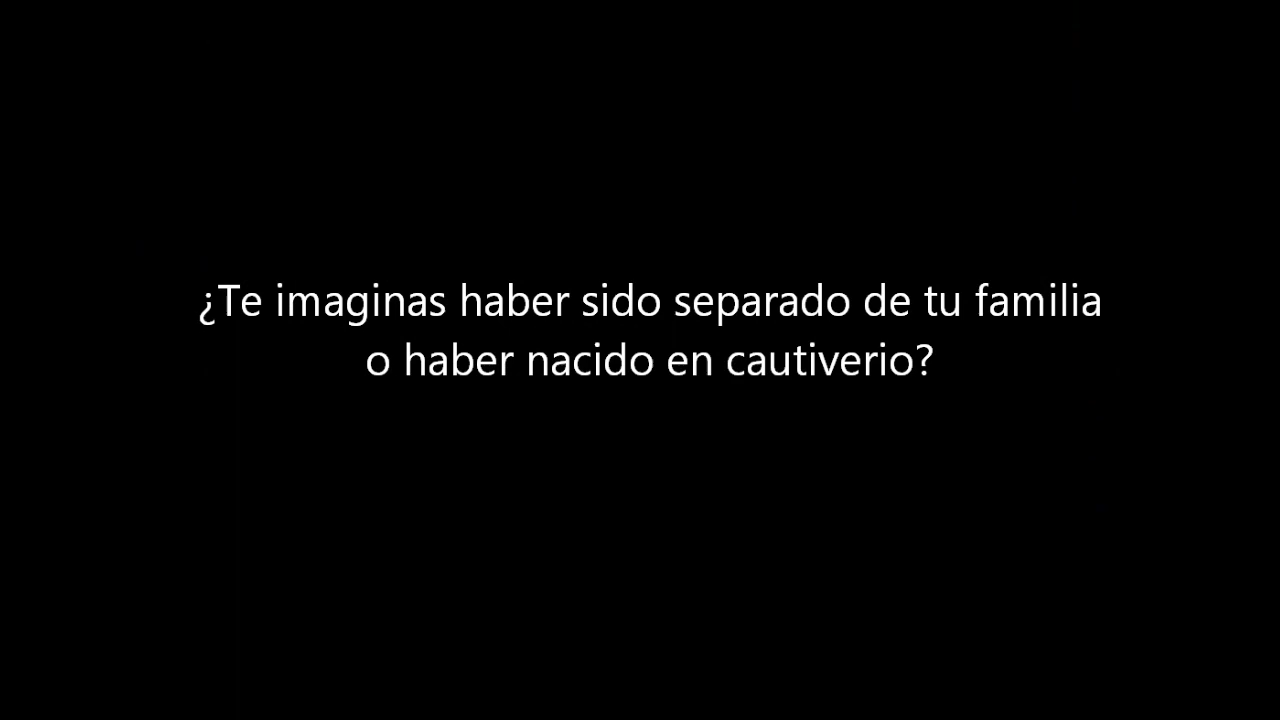 ¿Te imaginas haber sido separado de tu familia
o haber nacido en cautiverio?